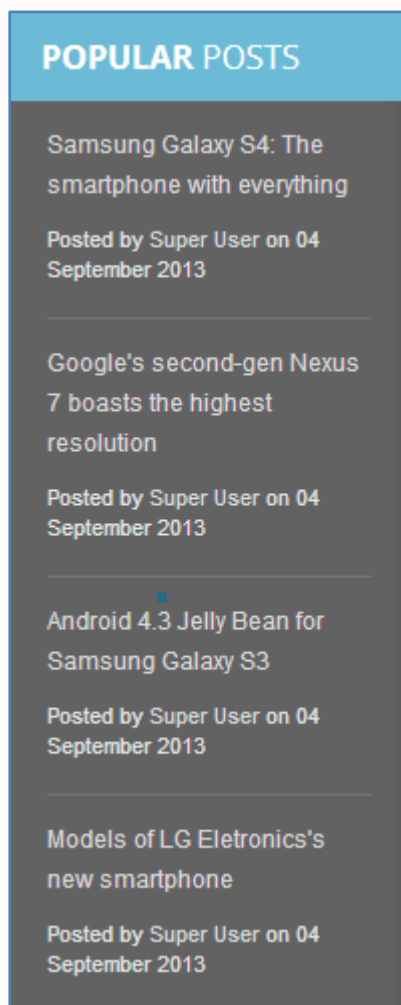 POPULAR POSTS
Samsung Galaxy S4: The
smartphone with everything
Posted by Super User on 04
September 2013
Google's second-gen Nexus
7 boasts the highest
resolution
Posted by Super User on 04
September 2013
Android 4.3 Jelly Bean for
Samsung Galaxy S3
Posted by Super User on 04
September 2013
Models of LG Eletronics's
new smartphone
Posted by Super User on 04
September 2013